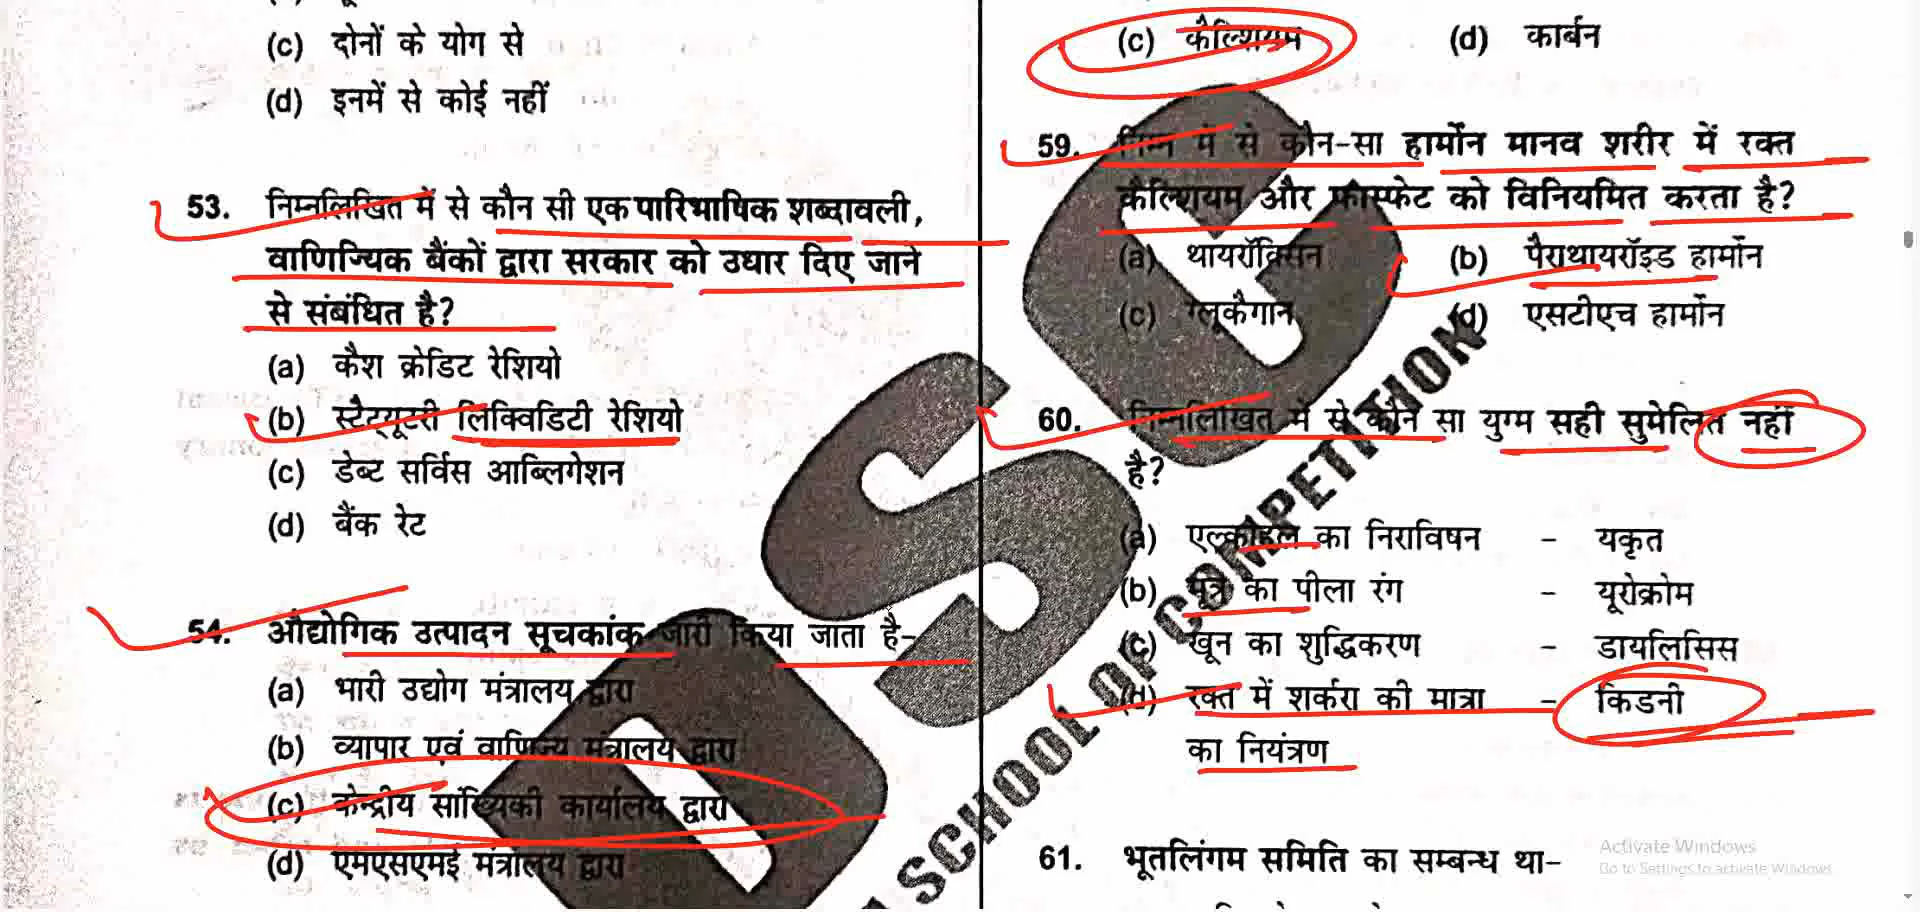 (c) दोनों के योग से
(d) इनमें से कोई नहीं
53. निम्नलिखित में से कौन सी एक पारिभाषिक शब्दावली,
वाणिज्यिक बैंकों द्वारा सरकार को उधार दिए जाने
से संबंधित है?
(a) कैश क्रेडिट रेशियो
(b) स्टैट्यूटरी लिक्विडिटी रेशियो
(c) डेब्ट सर्विस आब्लिगेशन
(d) बैंक रेट
54. औद्योगिक उत्पादन सूचकांक जारी किया जाता है–
(a) भारी उद्योग मंत्रालय द्वारा
(b) व्यापार एवं वाणिज्य मंत्रालय द्वारा
(c) केन्द्रीय सांख्यिकी कार्यालय द्वारा
(d) एमएसएमई मंत्रालय द्वारा
(c) कैल्शियम (d) कार्बन
59. निम्न में से कौन-सा हार्मोन मानव शरीर में रक्त
कैल्शियम और फास्फेट को विनियमित करता है?
(a) थायरॉक्सिन (b) पैराथायरॉइड हार्मोन
(c) ग्लूकैगान (d) एसटीएच हार्मोन
60. निम्नलिखित में से कौन सा युग्म सही सुमेलित नहीं
है?
(a) एल्कोहल का निराविषन – यकृत
(b) मूत्र का पीला रंग – यूरोक्रोम
(c) खून का शुद्धिकरण – डायलिसिस
(d) रक्त में शर्करा की मात्रा – किडनी
का नियंत्रण
61. भूतलिंगम समिति का सम्बन्ध था–
SCHOOL OF COMPETITION
Activate Windows
Go to Settings to activate Windows.